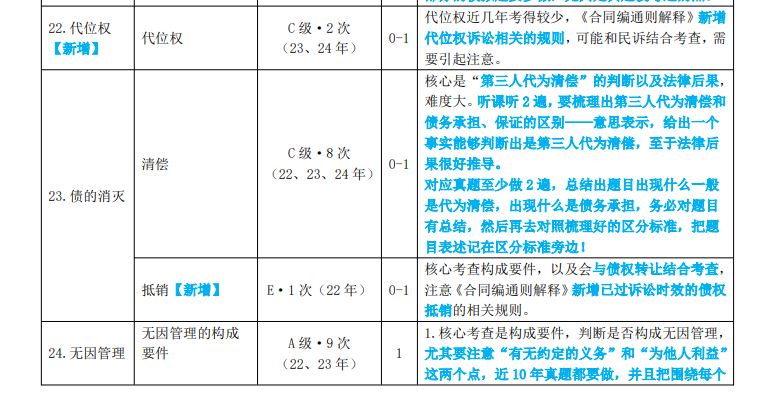 22.代位权
【新增】
代位权
C 级·2 次
（23、24 年）
0-1
代位权近几年考得较少，《合同编通则解释》新增
代位权诉讼相关的规则，可能和民诉结合考查，需
要引起注意。
23.债的消灭
清偿
C 级·8 次
（22、23、24 年）
0-1
核心是“第三人代为清偿”的判断以及法律后果，
难度大。听课听 2 遍，要梳理出第三人代为清偿和
债务承担、保证的区别——意思表示，给出一个
事实能够判断出是第三人代为清偿，至于法律后
果很好推导。
对应真题至少做 2 遍，总结出题目出现什么一般
是代为清偿，出现什么是债务承担，务必对题目
有总结，然后再去对照梳理好的区分标准，把题
目表述记在区分标准旁边！
抵销【新增】
E·1 次（22 年）
0-1
核心考查构成要件，以及会与债权转让结合考查，
注意《合同编通则解释》新增已过诉讼时效的债权
抵销的相关规则。
24.无因管理
无因管理的构成
要件
A 级·9 次
（22、23 年）
1
1.核心考查是构成要件，判断是否构成无因管理，
尤其要注意“有无约定的义务”和“为他人利益”
这两个点，近 10 年真题都要做，并且把围绕每个